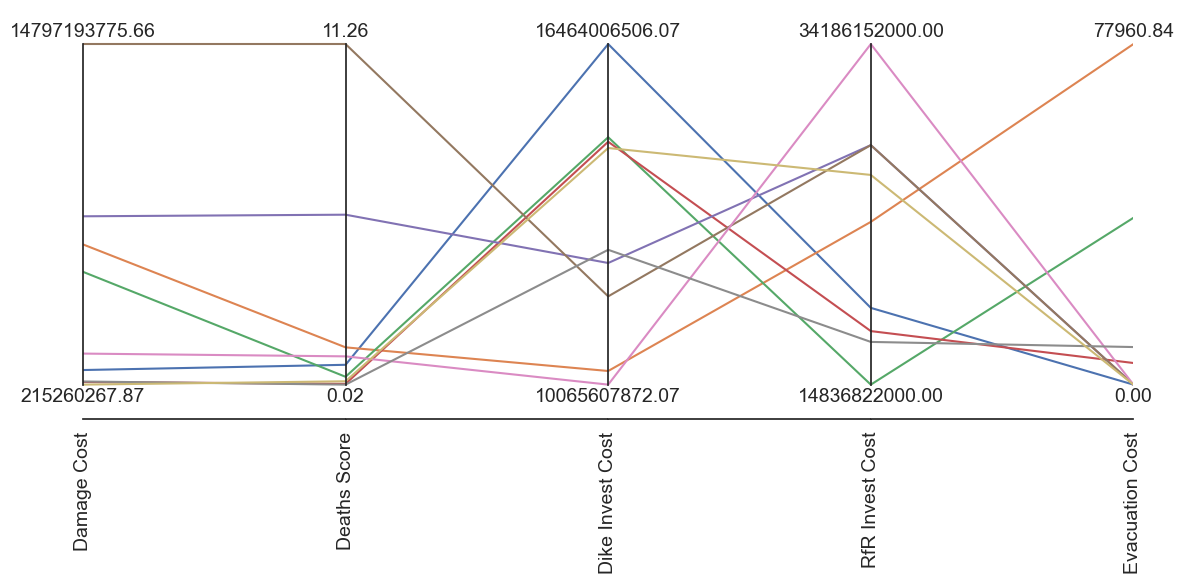 14797193775.66
11.26
16464006506.07
34186152000.00
77960.84
215260267.87
0.02
10065607872.07
14836822000.00
0.00
Damage Cost
Deaths Score
Dike Invest Cost
RfR Invest Cost
Evacuation Cost